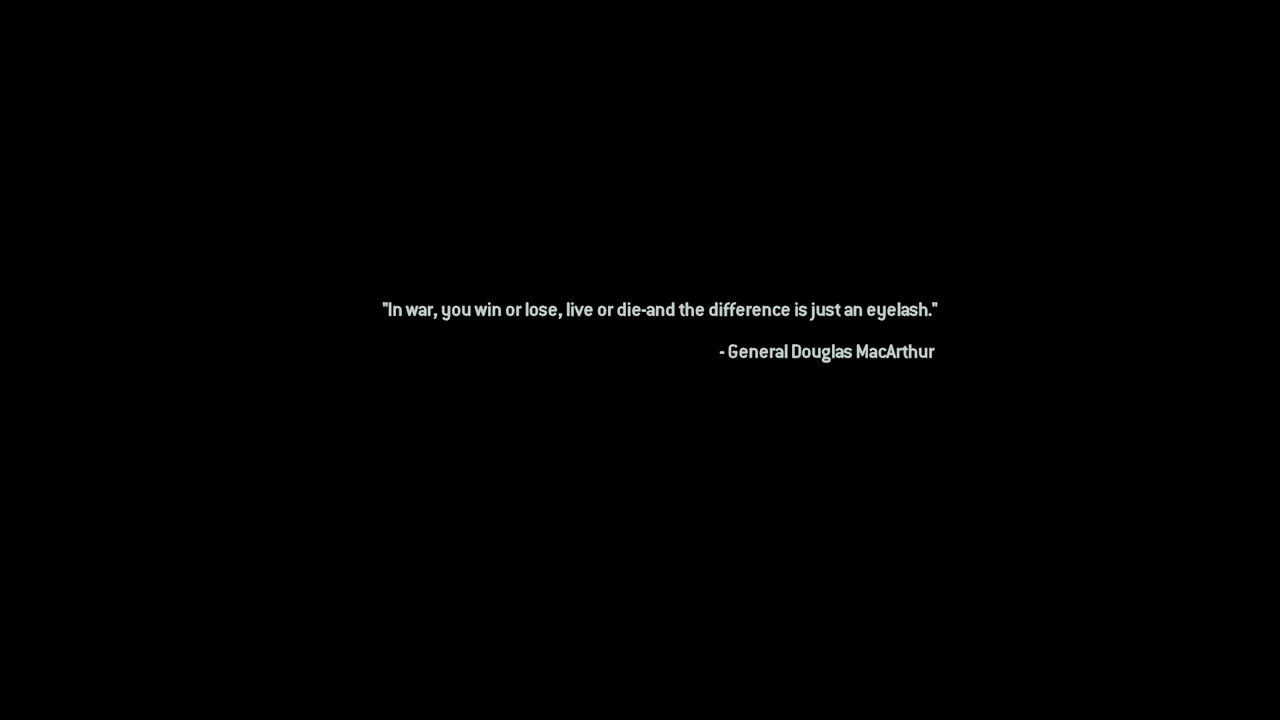 "In war, you win or lose, live or die-and the difference is just an eyelash."
- General Douglas MacArthur